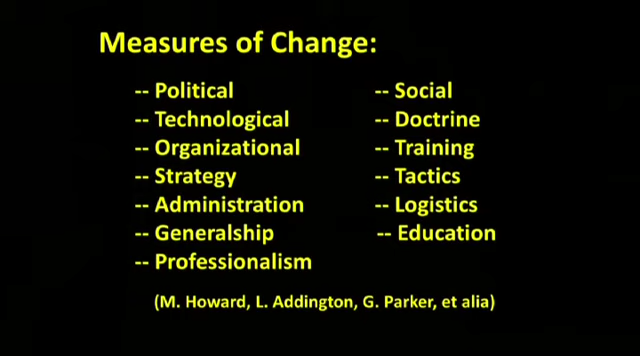 Measures of Change:
-- Political
-- Technological
-- Organizational
-- Strategy
-- Administration
-- Generalship
-- Professionalism
-- Social
-- Doctrine
-- Training
-- Tactics
-- Logistics
-- Education
(M. Howard, L. Addington, G. Parker, et alia)